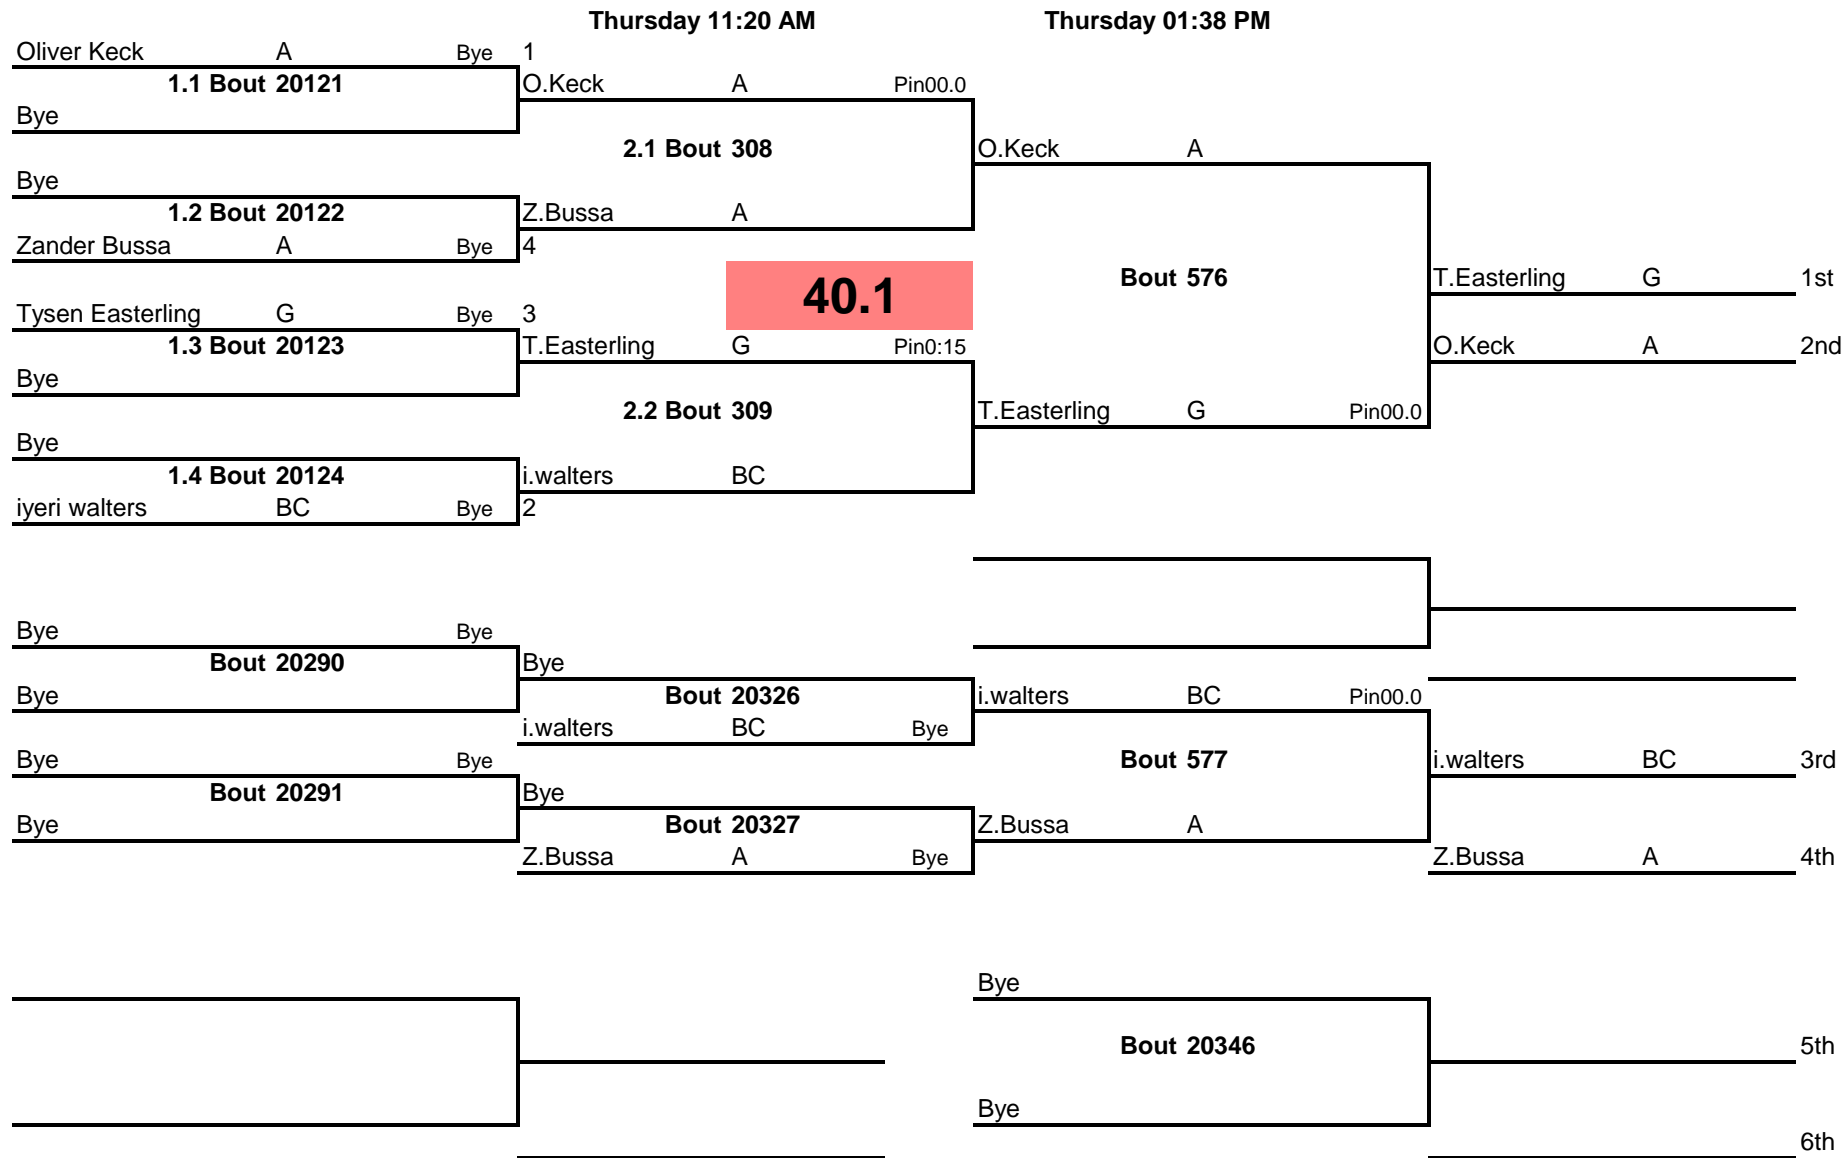 Thursday 11:20 AM Thursday 01:38 PM
Oliver Keck A Bye 1
1.1 Bout 20121 O.Keck A Pin00.0
Bye
2.1 Bout 308 O.Keck A
Bye
1.2 Bout 20122 Z.Bussa A
Zander Bussa A Bye 4
40.1 Bout 576 T.Easterling G 1st
Tysen Easterling G Bye 3
1.3 Bout 20123 T.Easterling G Pin0:15 O.Keck A 2nd
Bye
2.2 Bout 309 T.Easterling G Pin00.0
Bye
1.4 Bout 20124 i.walters BC
iyeri walters BC Bye 2
Bye Bye
Bout 20290 Bye
Bye Bout 20326 i.walters BC Pin00.0
i.walters BC Bye
Bye Bye Bout 577 i.walters BC 3rd
Bout 20291 Bye
Bye Bout 20327 Z.Bussa A
Z.Bussa A Bye Z.Bussa A 4th
Bye
Bout 20346 5th
Bye
6th